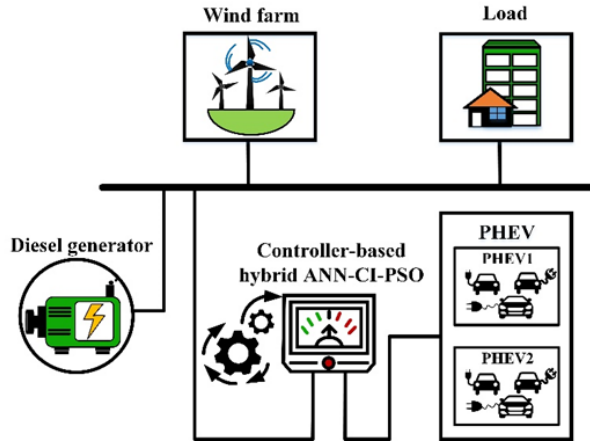 Wind farm
Load
Diesel generator
Controller-based
hybrid ANN-CI-PSO
PHEV
PHEV1
PHEV2